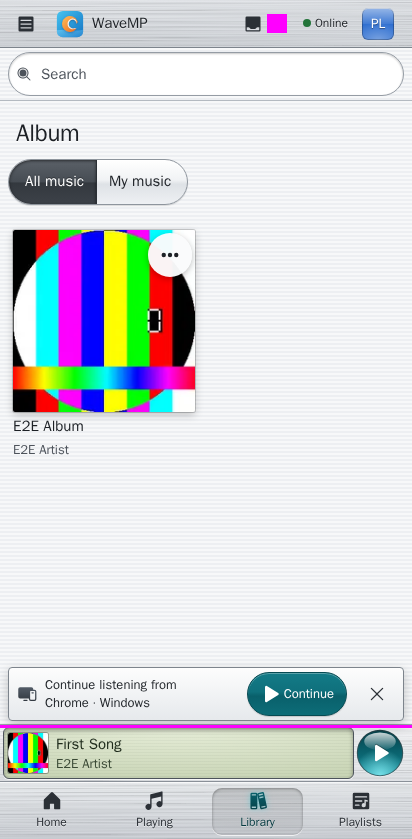 WaveMP
Online
PL
Search
Album
All music
My music
E2E Album
E2E Artist
Continue listening from
Chrome · Windows
Continue
First Song
E2E Artist
Home
Playing
Library
Playlists